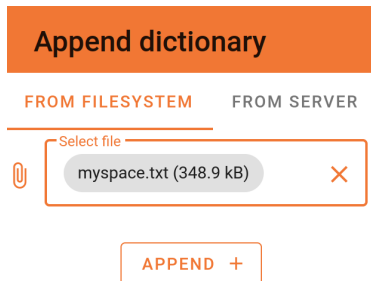 Append dictionary
FROM FILESYSTEM FROM SERVER
Select file
myspace.txt (348.9 kB)
APPEND +